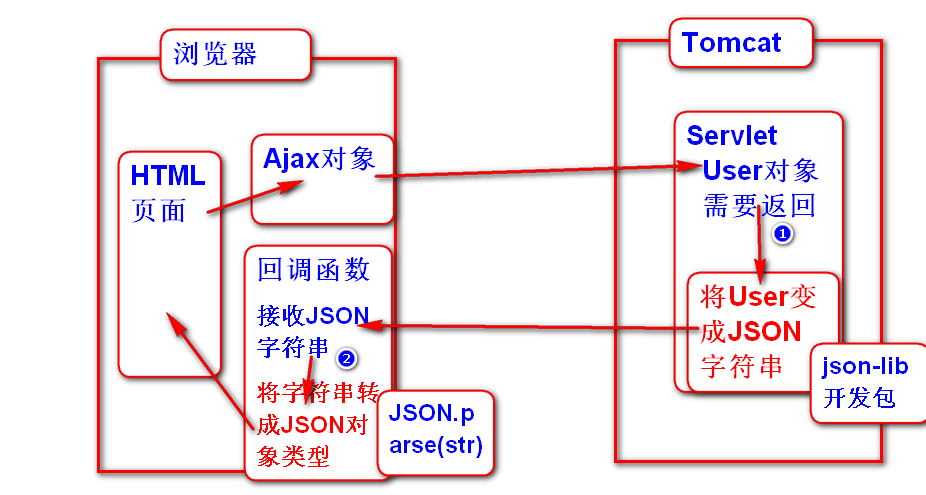 浏览器
HTML
页面
Ajax对象
回调函数
接收JSON
字符串
2
将字符串转
成JSON对
象类型
JSON.p
arse(str)
Tomcat
Servlet
User对象
需要返回
1
将User变
成JSON
字符串
json-lib
开发包